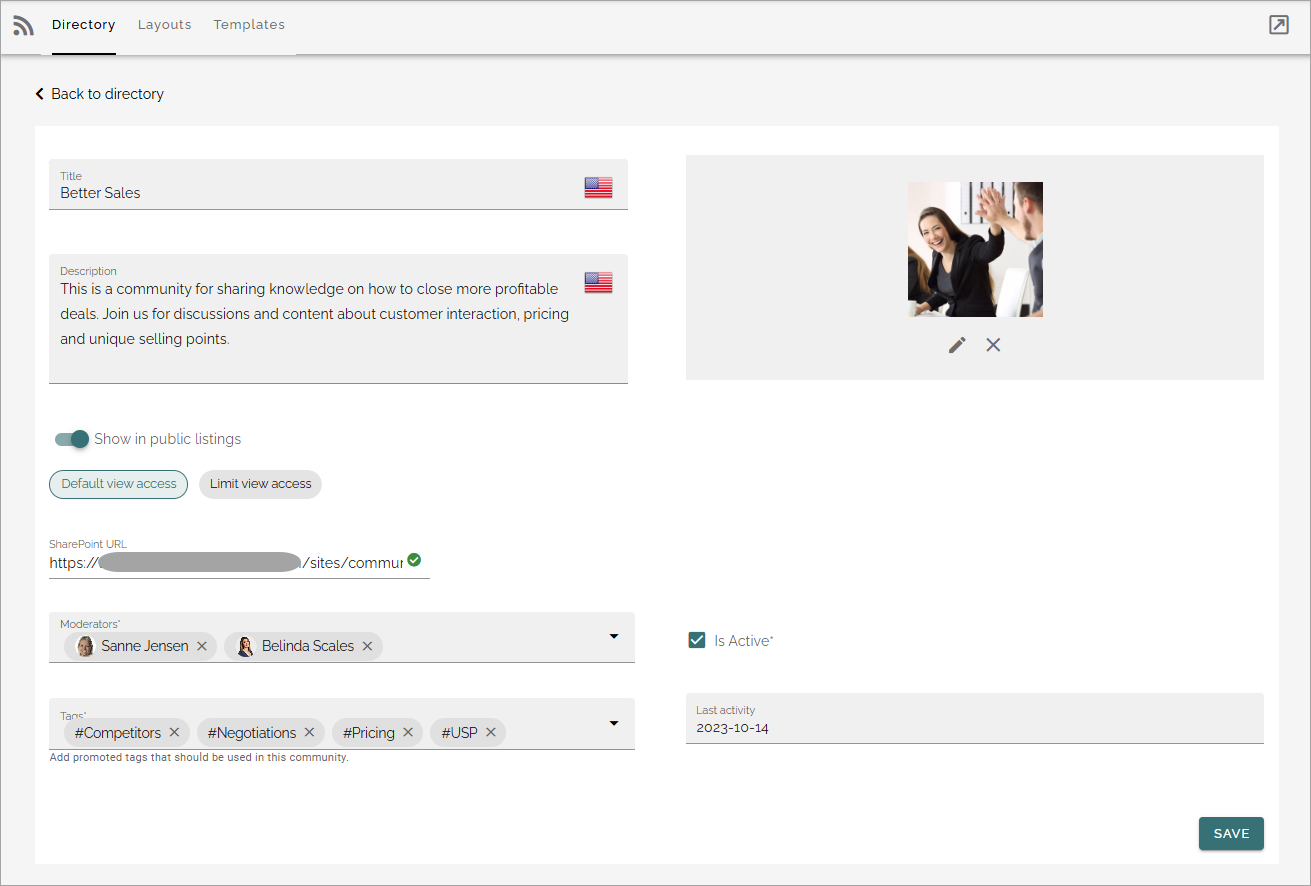 Directory Layouts Templates
Back to directory
Title
Better Sales
Description
This is a community for sharing knowledge on how to close more profitable
deals. Join us for discussions and content about customer interaction, pricing
and unique selling points.
Show in public listings
Default view access Limit view access
SharePoint URL
https:// /sites/commur
Moderators*
Sanne Jensen Belinda Scales
Is Active*
Tags*
#Competitors #Negotiations #Pricing #USP
Add promoted tags that should be used in this community.
Last activity
2023-10-14
SAVE